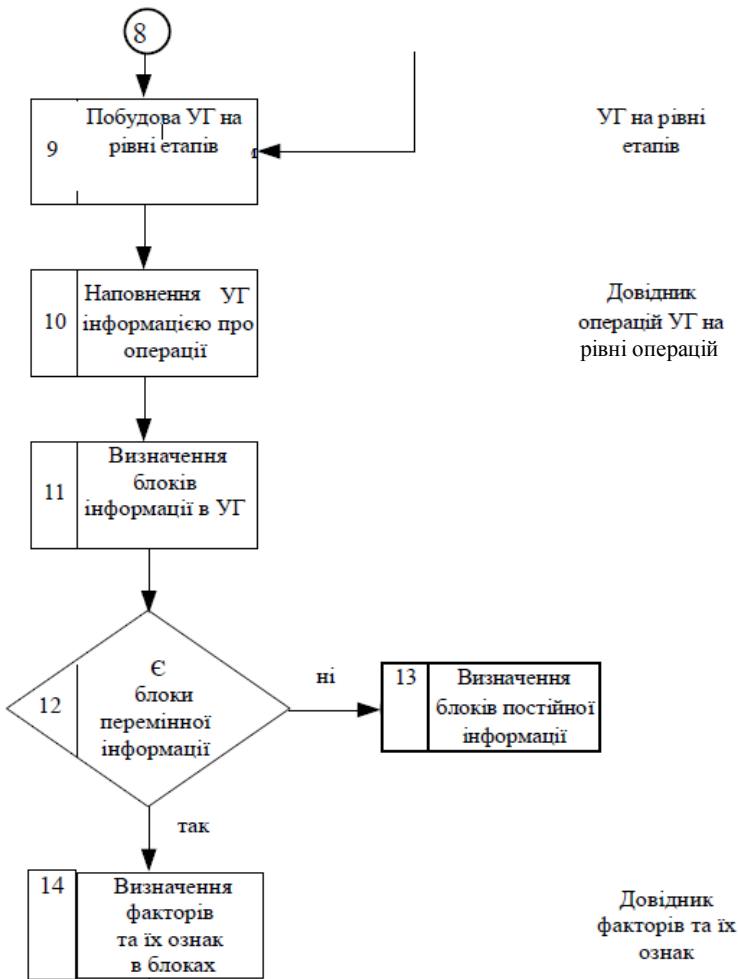 8
9
Побудова УГ на
рівні етапів
УГ на рівні
етапів
10
Наповнення УГ
інформацією про
операції
Довідник
операцій УГ на
рівні операцій
11
Визначення
блоків
інформації в УГ
12
Є
блоки
перемінної
інформації
ні
13
Визначення
блоків постійної
інформації
так
14
Визначення
факторів
та їх ознак
в блоках
Довідник
факторів та їх
ознак